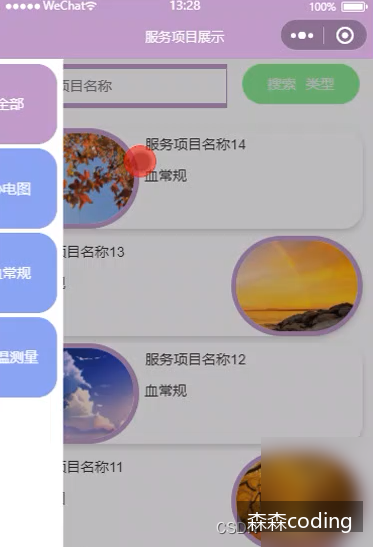 WeChat 13:28 100%
服务项目展示
全部
项目名称
搜索 类型
服务项目名称14
电图
血常规
项目名称13
常规
服务项目名称12
温测量
血常规
项目名称11
森森coding